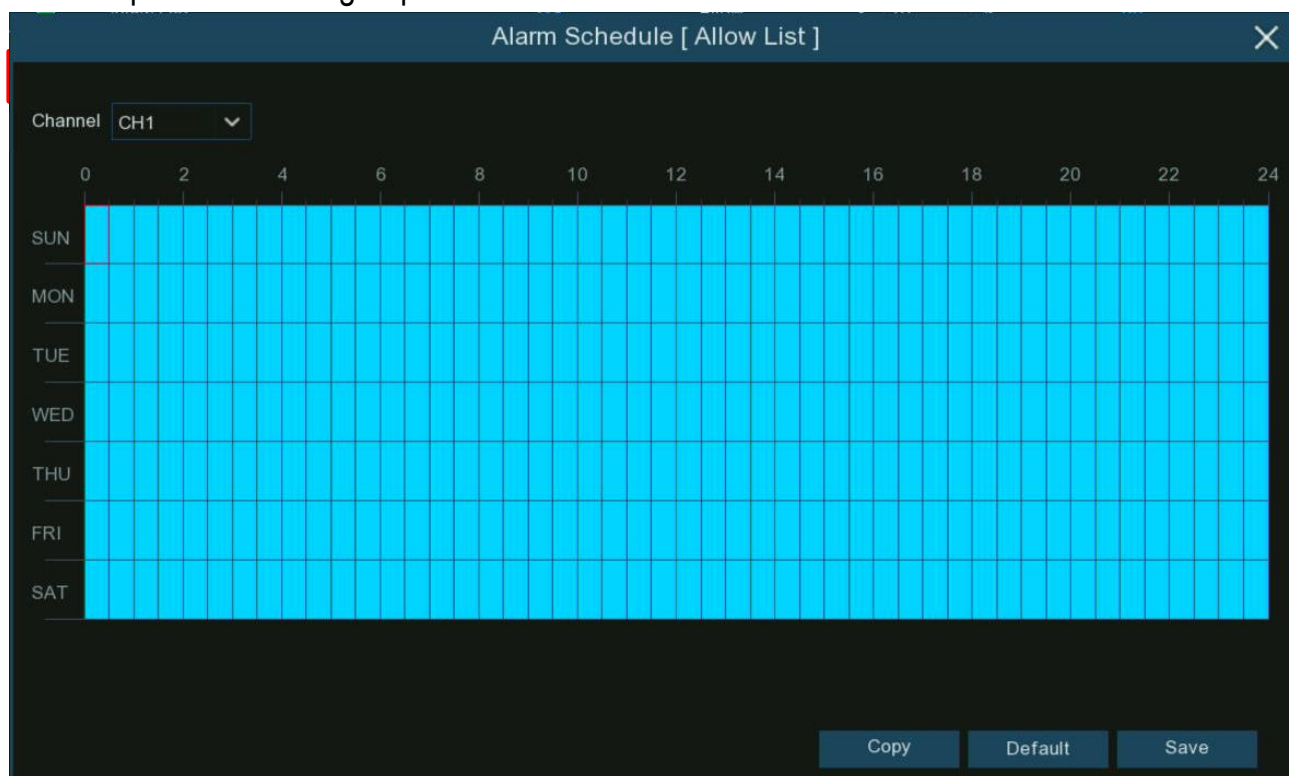 Alarm Schedule [ Allow List ]
Channel CH1
0 2 4 6 8 10 12 14 16 18 20 22 24
SUN
MON
TUE
WED
THU
FRI
SAT
Copy Default Save